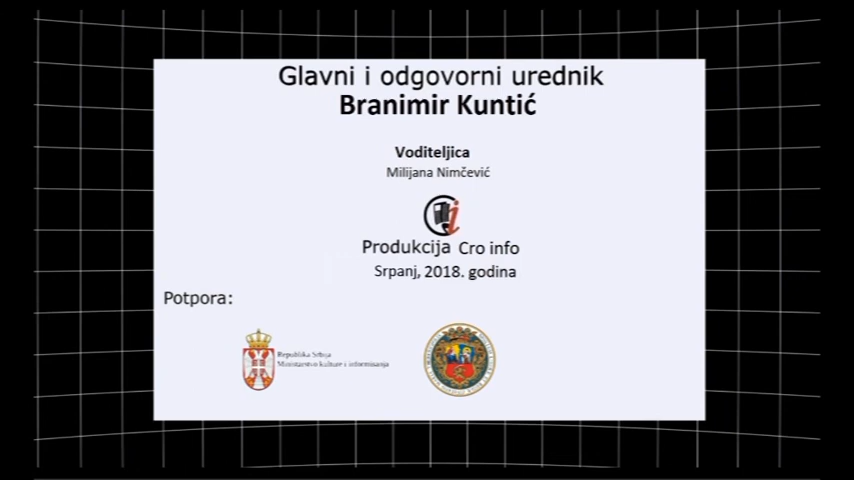 Glavni i odgovorni urednik
Branimir Kuntić
Voditeljica
Milijana Nimčević
Produkcija Cro info
Srpanj, 2018. godina
Potpora:
Republika Srbija
Ministarstvo kulture i informisanja